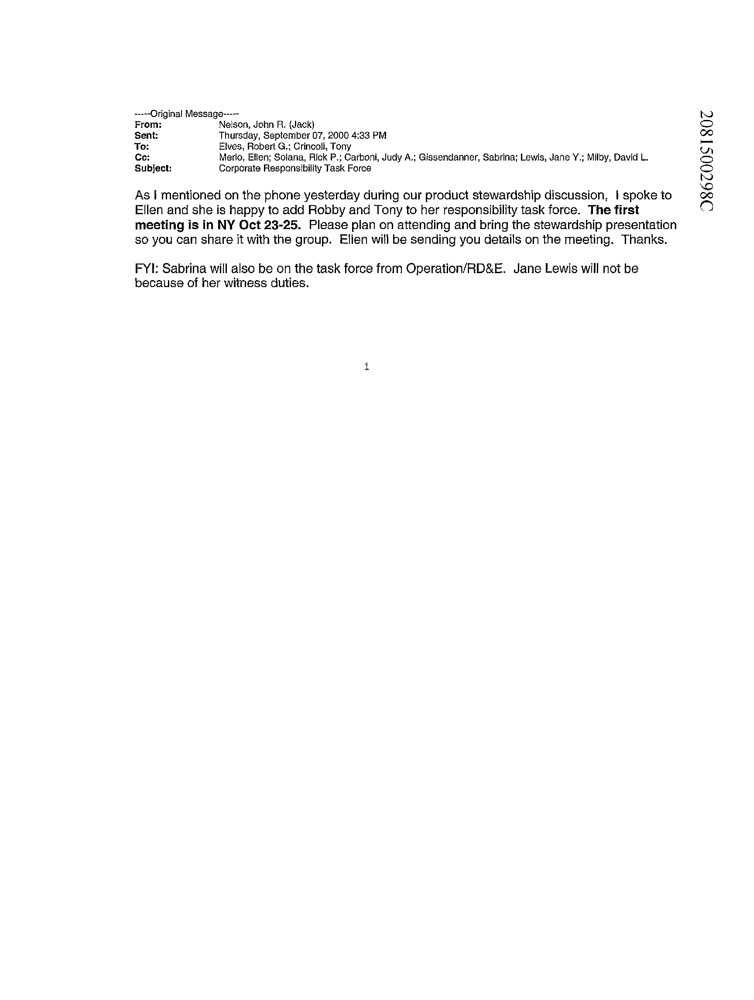 -----Original Message-----
From: Nelson, John R. (Jack)
Sent: Thursday, September 07, 2000 4:33 PM
To: Elves, Robert G.; Crincoli, Tony
Cc: Merlo, Ellen; Solana, Rick P.; Carboni, Judy A.; Gissendanner, Sabrina; Lewis, Jane Y.; Milby, David L.
Subject: Corporate Responsibility Task Force
As I mentioned on the phone yesterday during our product stewardship discussion, I spoke to
Ellen and she is happy to add Robby and Tony to her responsibility task force. The first
meeting is in NY Oct 23-25. Please plan on attending and bring the stewardship presentation
so you can share it with the group. Ellen will be sending you details on the meeting. Thanks.
FYI: Sabrina will also be on the task force from Operation/RD&E. Jane Lewis will not be
because of her witness duties.
1
2081500298C